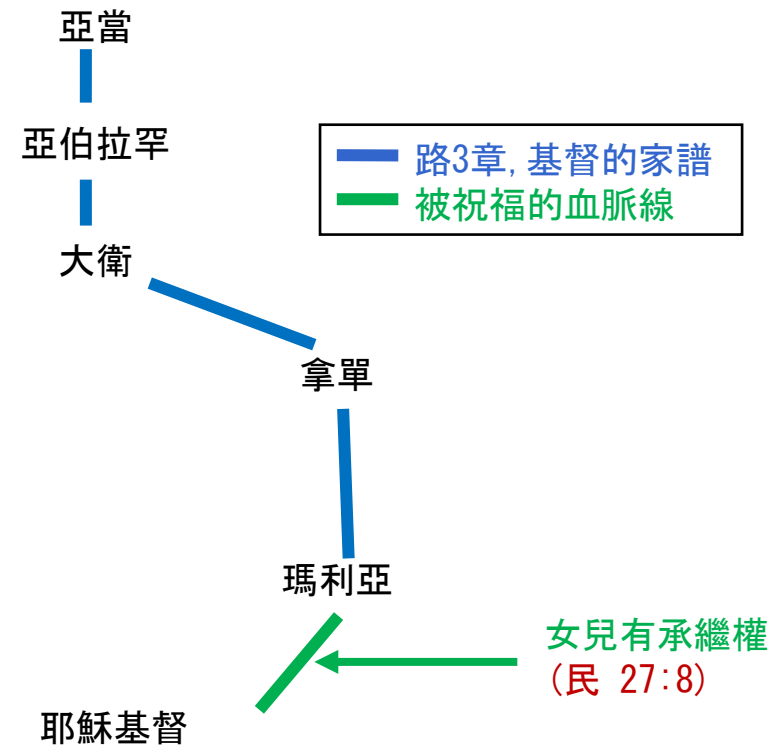 亞當
亞伯拉罕
路3章,基督的家譜
被祝福的血脈線
大衛
拿單
瑪利亞
女兒有承繼權
(民 27:8)
耶穌基督